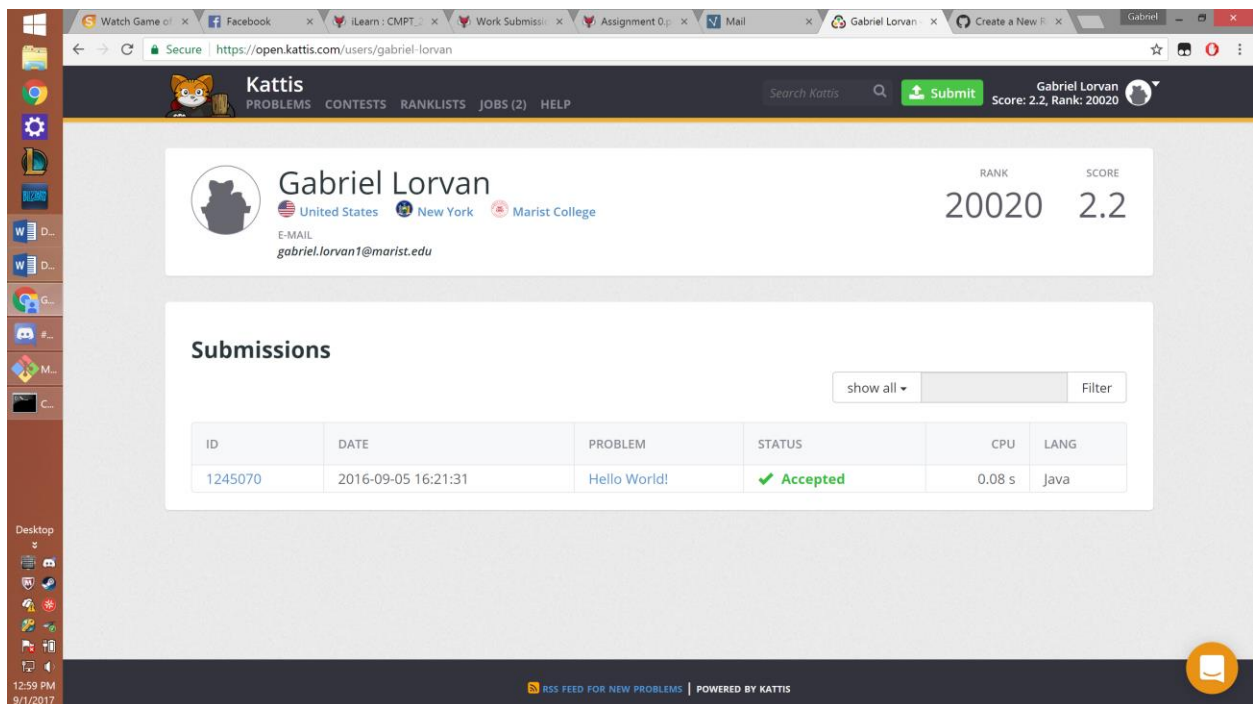 Watch Game of
Facebook
iLearn : CMPT_2
Work Submissio
Assignment 0.p
Mail
Gabriel Lorvan
Create a New R
Gabriel
Secure https://open.kattis.com/users/gabriel-lorvan
Kattis
PROBLEMS CONTESTS RANKLISTS JOBS (2) HELP
Search Kattis
Submit
Gabriel Lorvan
Score: 2.2, Rank: 20020
Gabriel Lorvan
United States New York Marist College
E-MAIL
gabriel.lorvan1@marist.edu
RANK SCORE
20020 2.2
Submissions
show all Filter
ID DATE PROBLEM STATUS CPU LANG
1245070 2016-09-05 16:21:31 Hello World! Accepted 0.08 s Java
RSS FEED FOR NEW PROBLEMS | POWERED BY KATTIS
BLIZZARD
D...
D...
G...
#...
M...
C...
Desktop
12:59 PM
9/1/2017